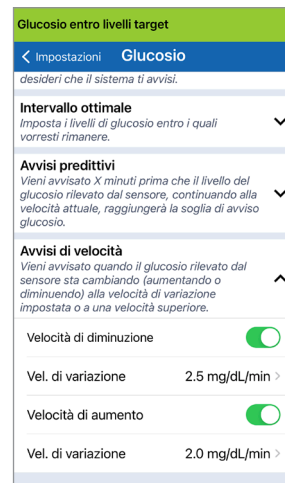 Glucosio entro livelli target
Impostazioni Glucosio
desideri che il sistema ti avvisi.
Intervallo ottimale
Imposta i livelli di glucosio entro i quali
vorresti rimanere.
Avvisi predittivi
Vieni avvisato X minuti prima che il livello del
glucosio rilevato dal sensore, continuando alla
velocità attuale, raggiungerà la soglia di avviso
glucosio.
Avvisi di velocità
Vieni avvisato quando il glucosio rilevato dal
sensore sta cambiando (aumentando o
diminuendo) alla velocità di variazione
impostata o a una velocità superiore.
Velocità di diminuzione
Vel. di variazione 2.5 mg/dL/min
Velocità di aumento
Vel. di variazione 2.0 mg/dL/min